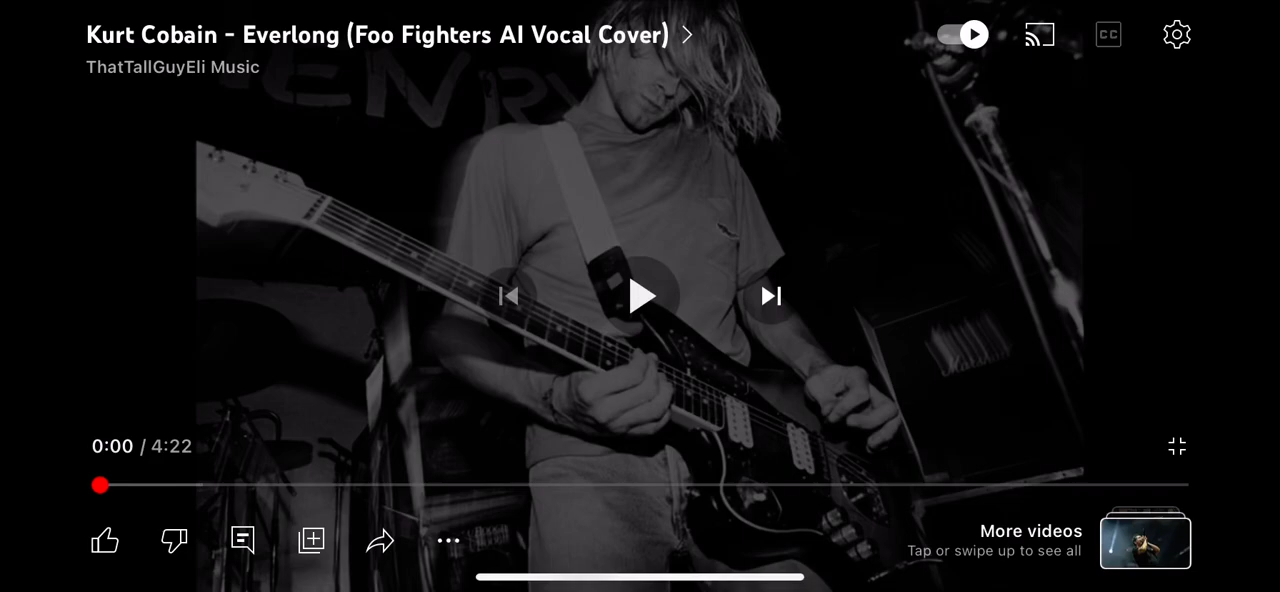 Kurt Cobain - Everlong (Foo Fighters AI Vocal Cover)
ThatTallGuyEli Music
CC
ENRY
0:00 / 4:22
More videos
Tap or swipe up to see all